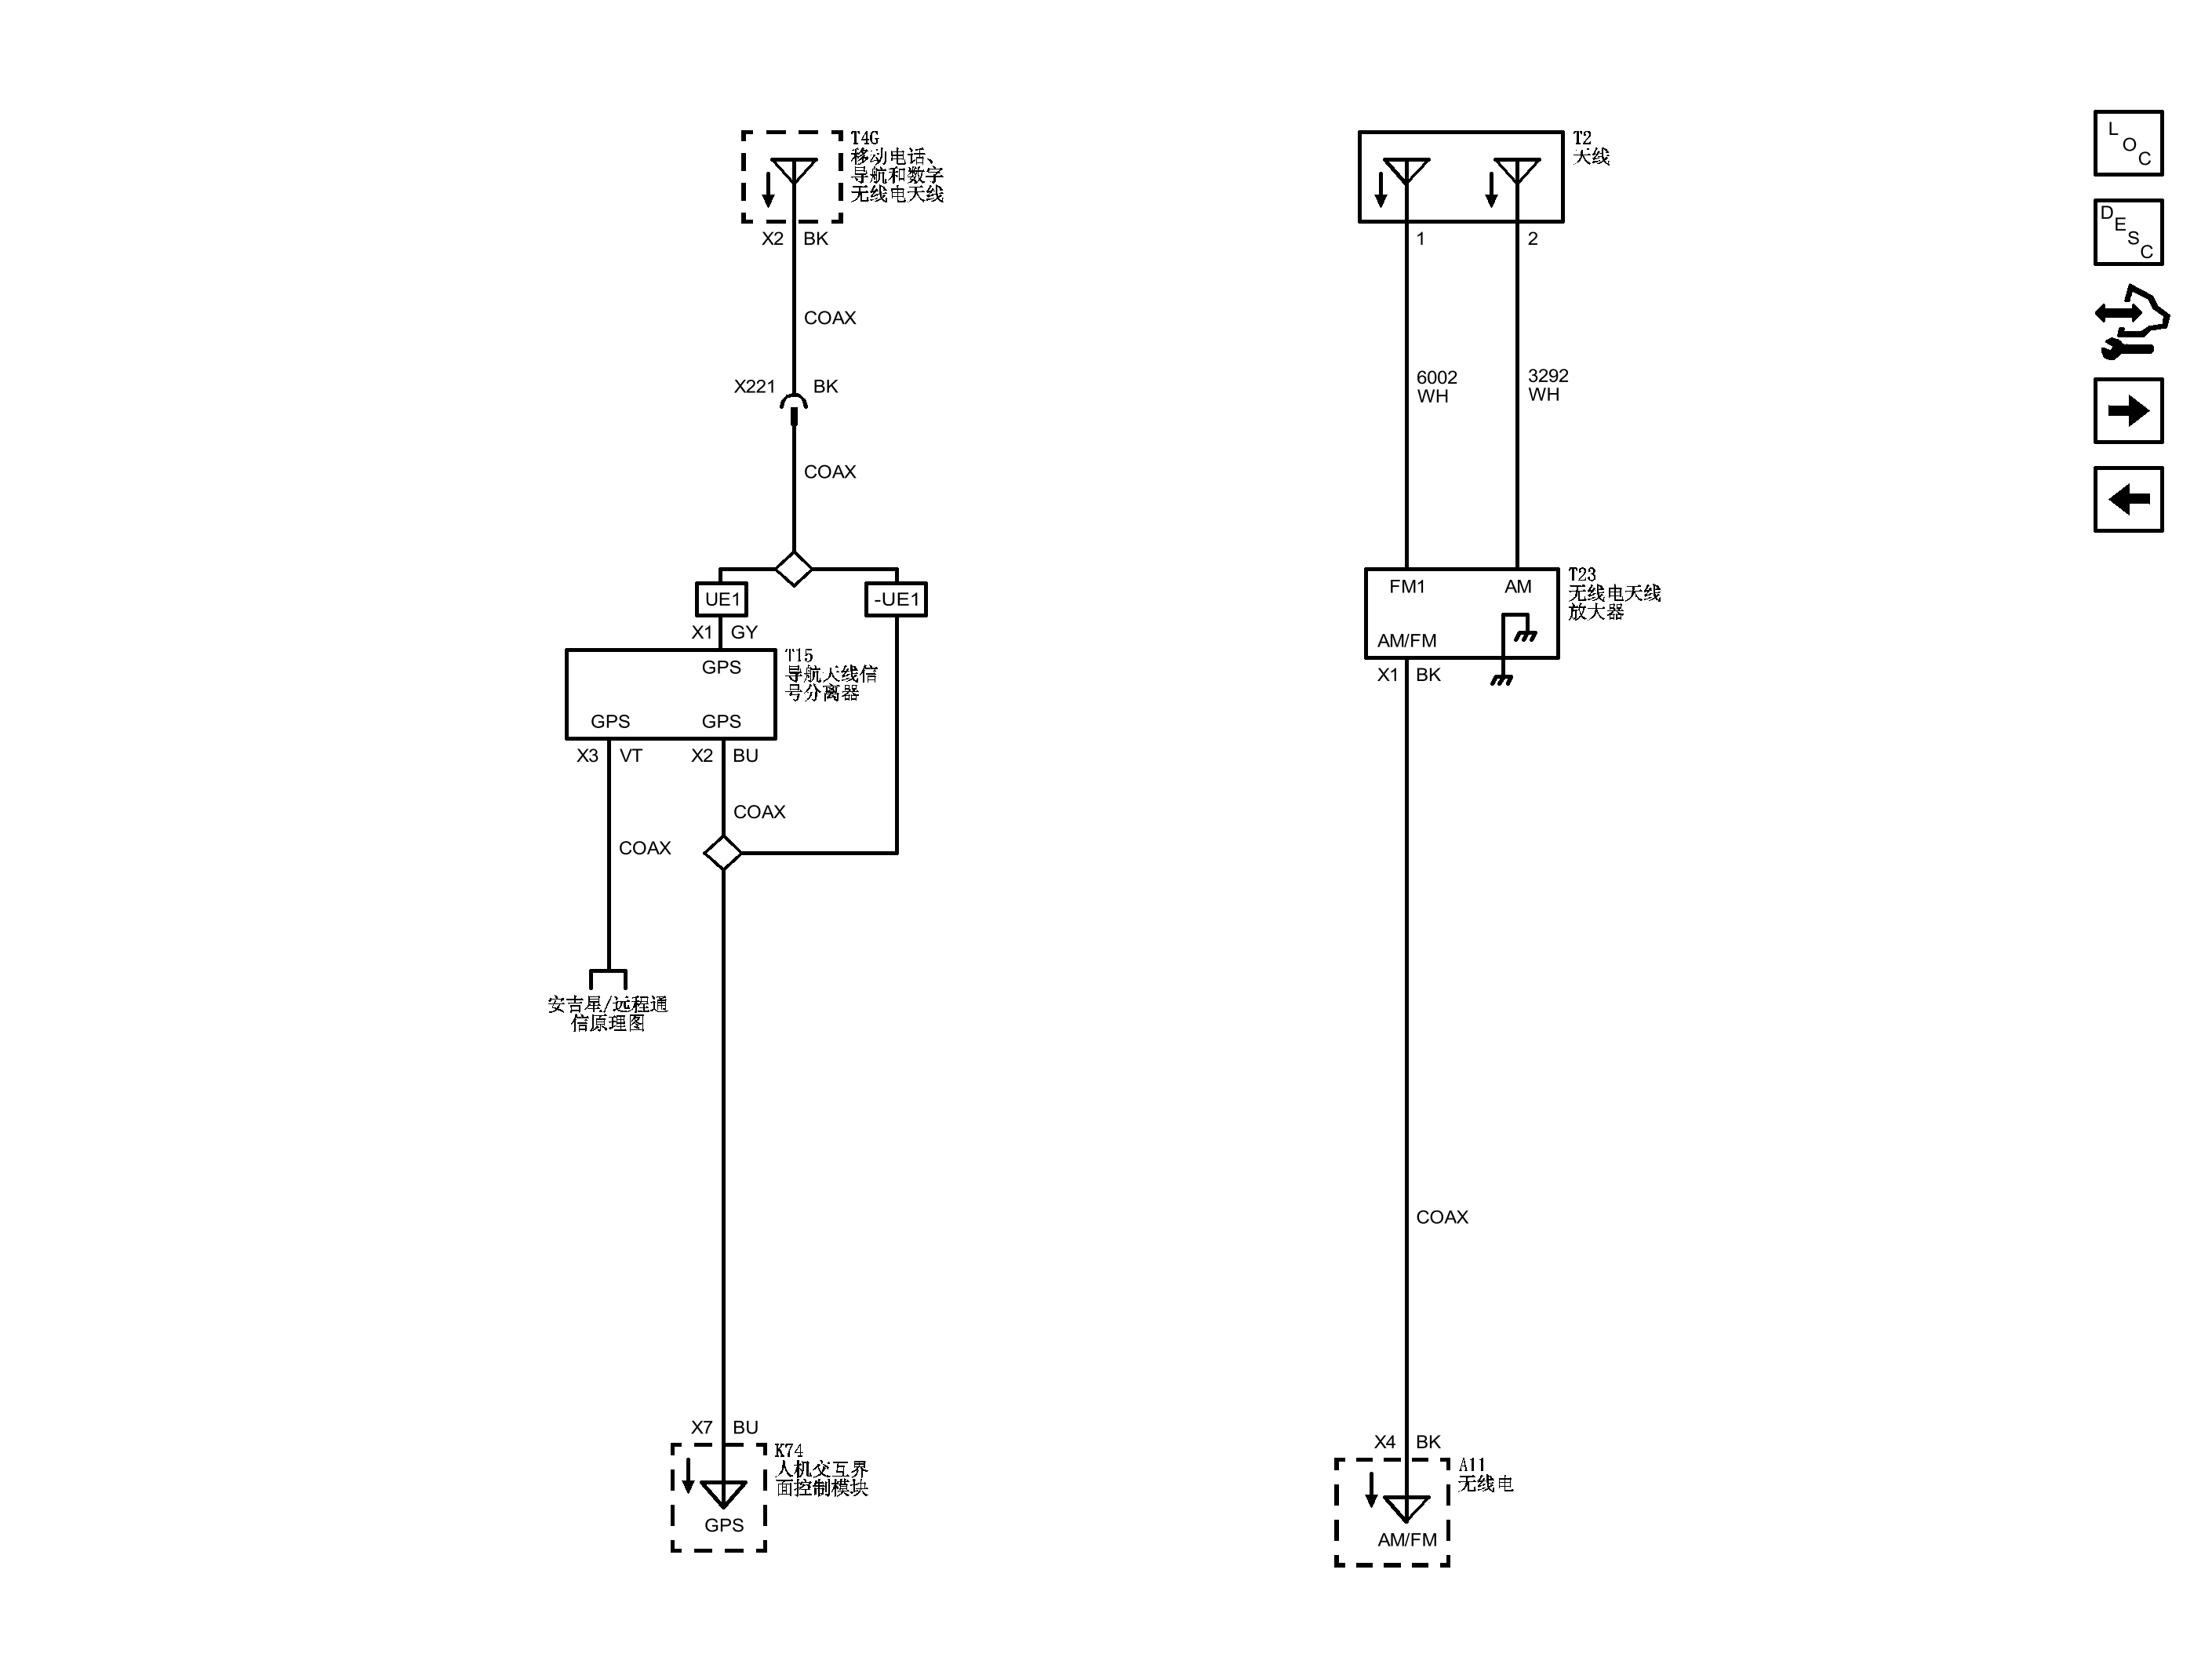 T4G
移动电话、
导航和数字
无线电天线
X2 BK
COAX
X221 BK
COAX
UE1
-UE1
X1 GY
GPS
T15
导航天线信
号分离器
GPS
GPS
X3 VT
X2 BU
COAX
COAX
安吉星/远程通
信原理图
X7 BU
K74
人机交互界
面控制模块
GPS
T2
天线
1
2
6002
WH
3292
WH
FM1
AM
T23
无线电天线
放大器
AM/FM
X1 BK
COAX
X4 BK
A11
无线电
AM/FM
LOC
DESC